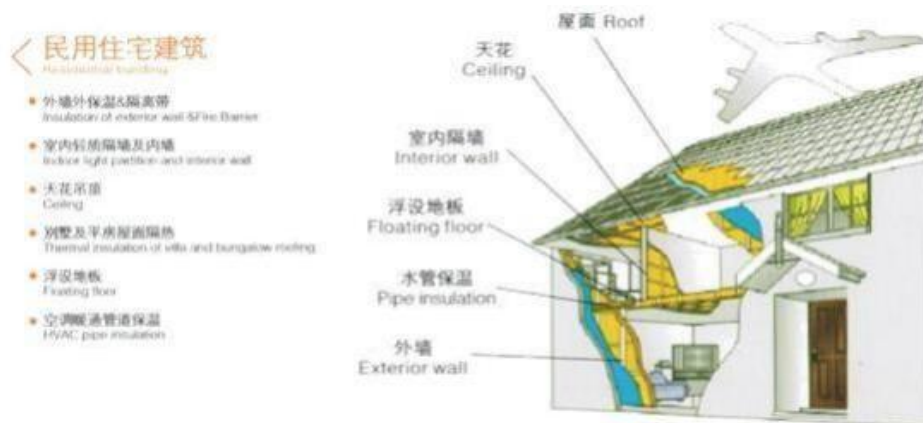 民用住宅建筑
Residential building
外墙外保温&隔离带
Insulation of exterior wall &Fire Barrier
室内轻质隔墙及内墙
Indoor light partition and interior wall
天花吊顶
Ceiling
别墅及平房屋面隔热
Thermal insulation of villa and bungalow roofing
浮设地板
Floating floor
空调暖通管道保温
HVAC pipe insulation
屋面 Roof
天花
Ceiling
室内隔墙
Interior wall
浮设地板
Floating floor
水管保温
Pipe insulation
外墙
Exterior wall